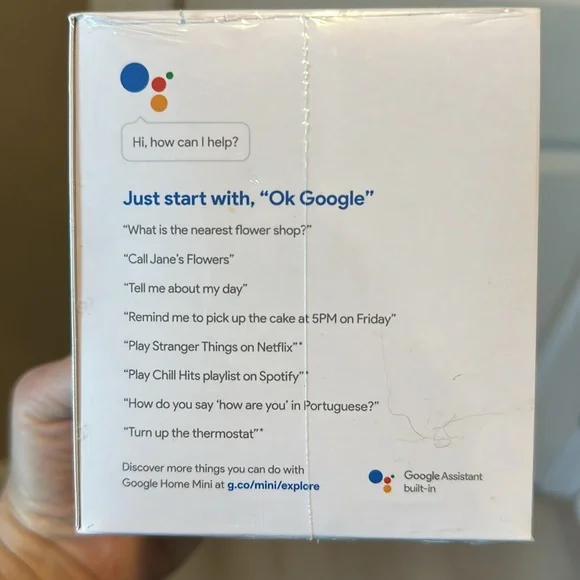 Hi, how can I help?
Just start with, “Ok Google”
“What is the nearest flower shop?”
“Call Jane’s Flowers”
“Tell me about my day”
“Remind me to pick up the cake at 5PM on Friday”
“Play Stranger Things on Netflix”*
“Play Chill Hits playlist on Spotify”*
“How do you say ‘how are you’ in Portuguese?”
“Turn up the thermostat”*
Discover more things you can do with
Google Home Mini at g.co/mini/explore
Google Assistant
built-in